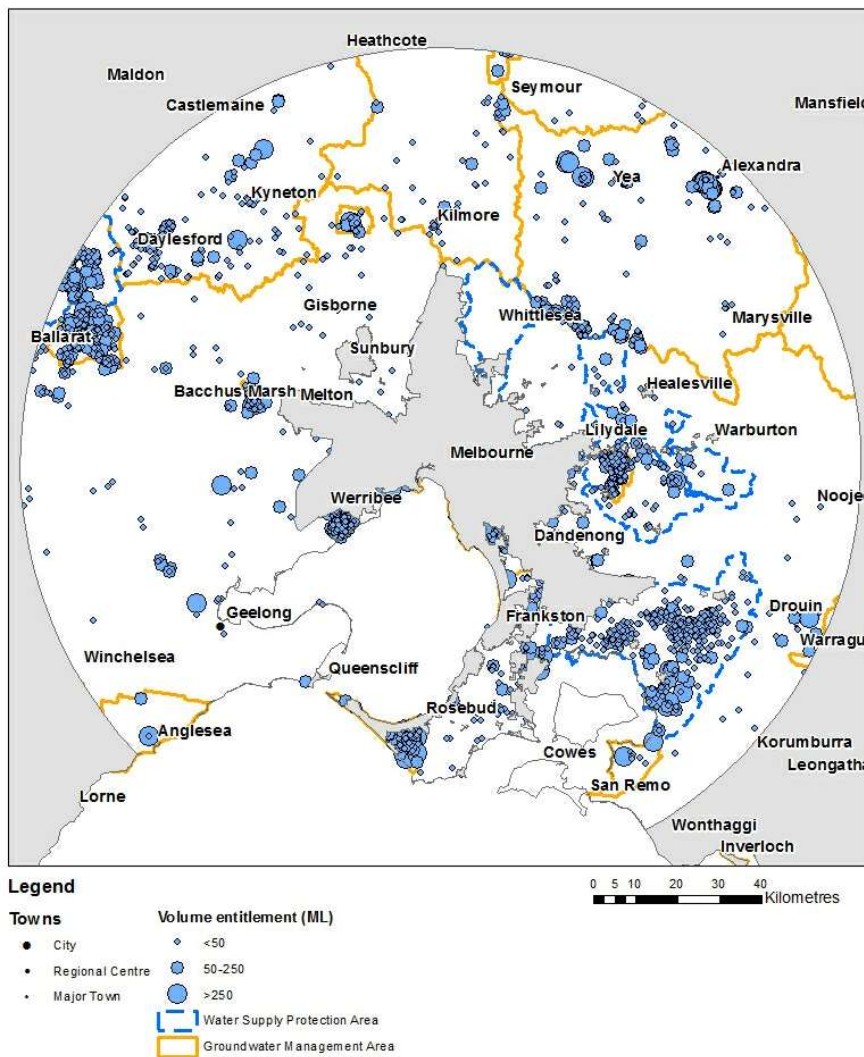 Heathcote
Maldon
Seymour
Castlemaine
Mansfield
Alexandra
Yea
Kyneton
Kilmore
Daylesford
Gisborne
Whittlesea
Marysville
Ballarat
Sunbury
Healesville
Bacchus Marsh
Melton
Lilydale
Warburton
Melbourne
Werribee
Nooje
Dandenong
Geelong
Frankston
Drouin
Warragu
Winchelsea
Queenscliff
Rosebud
Anglesea
Cowes
Korumburra
Leongatha
San Remo
Lorne
Wonthaggi
Inverloch
Legend
0 5 10 20 30 40
Kilometres
Towns
Volume entitlement (ML)
City
<50
Regional Centre
50-250
Major Town
>250
Water Supply Protection Area
Groundwater Management Area